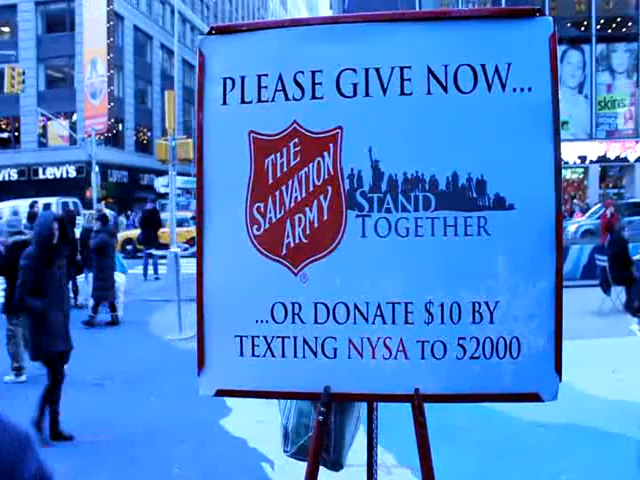 PLEASE GIVE NOW...
THE
SALVATION
ARMY
®
STAND
TOGETHER
...OR DONATE $10 BY
TEXTING NYSA TO 52000
LEVI'S
skins